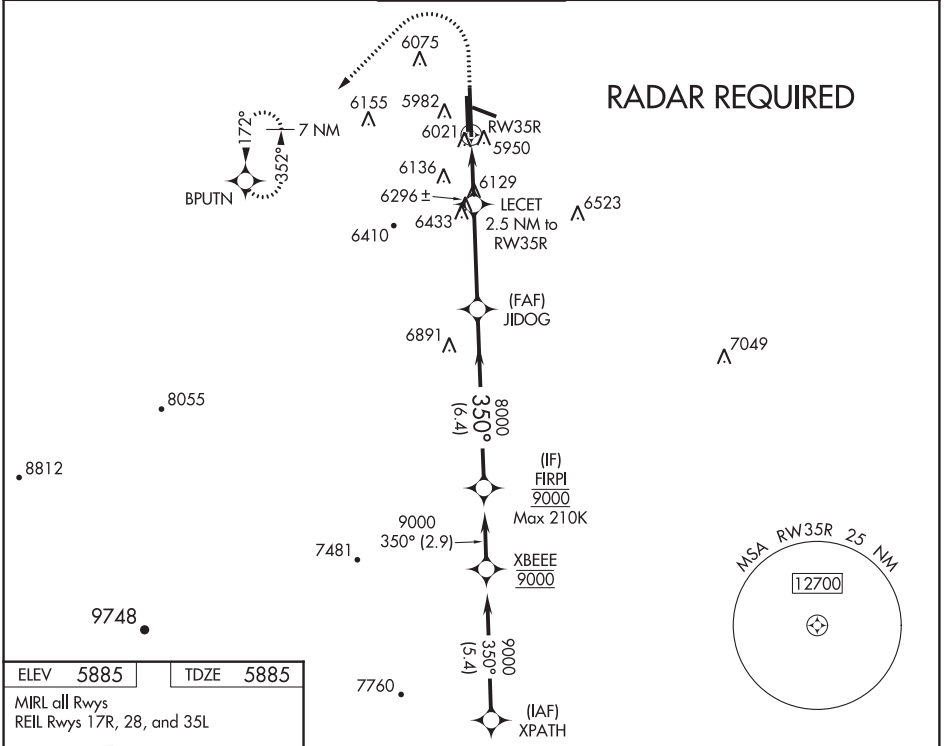 6075
RADAR REQUIRED
6155
5982
172°
7 NM
352°
6021
RW35R
5950
BPUTN
6136
6129
6296 ±
LECET
2.5 NM to
RW35R
6433
6523
6410
(FAF)
JIDOG
6891
7049
8055
8000
350°
(6.4)
8812
(IF)
FIRPI
9000
Max 210K
9000
350° (2.9)
7481
XBEEE
9000
MSA RW35R 25 NM
12700
9748
9000
350°
(5.4)
7760
(IAF)
XPATH
ELEV 5885
TDZE 5885
MIRL all Rwys
REIL Rwys 17R, 28, and 35L